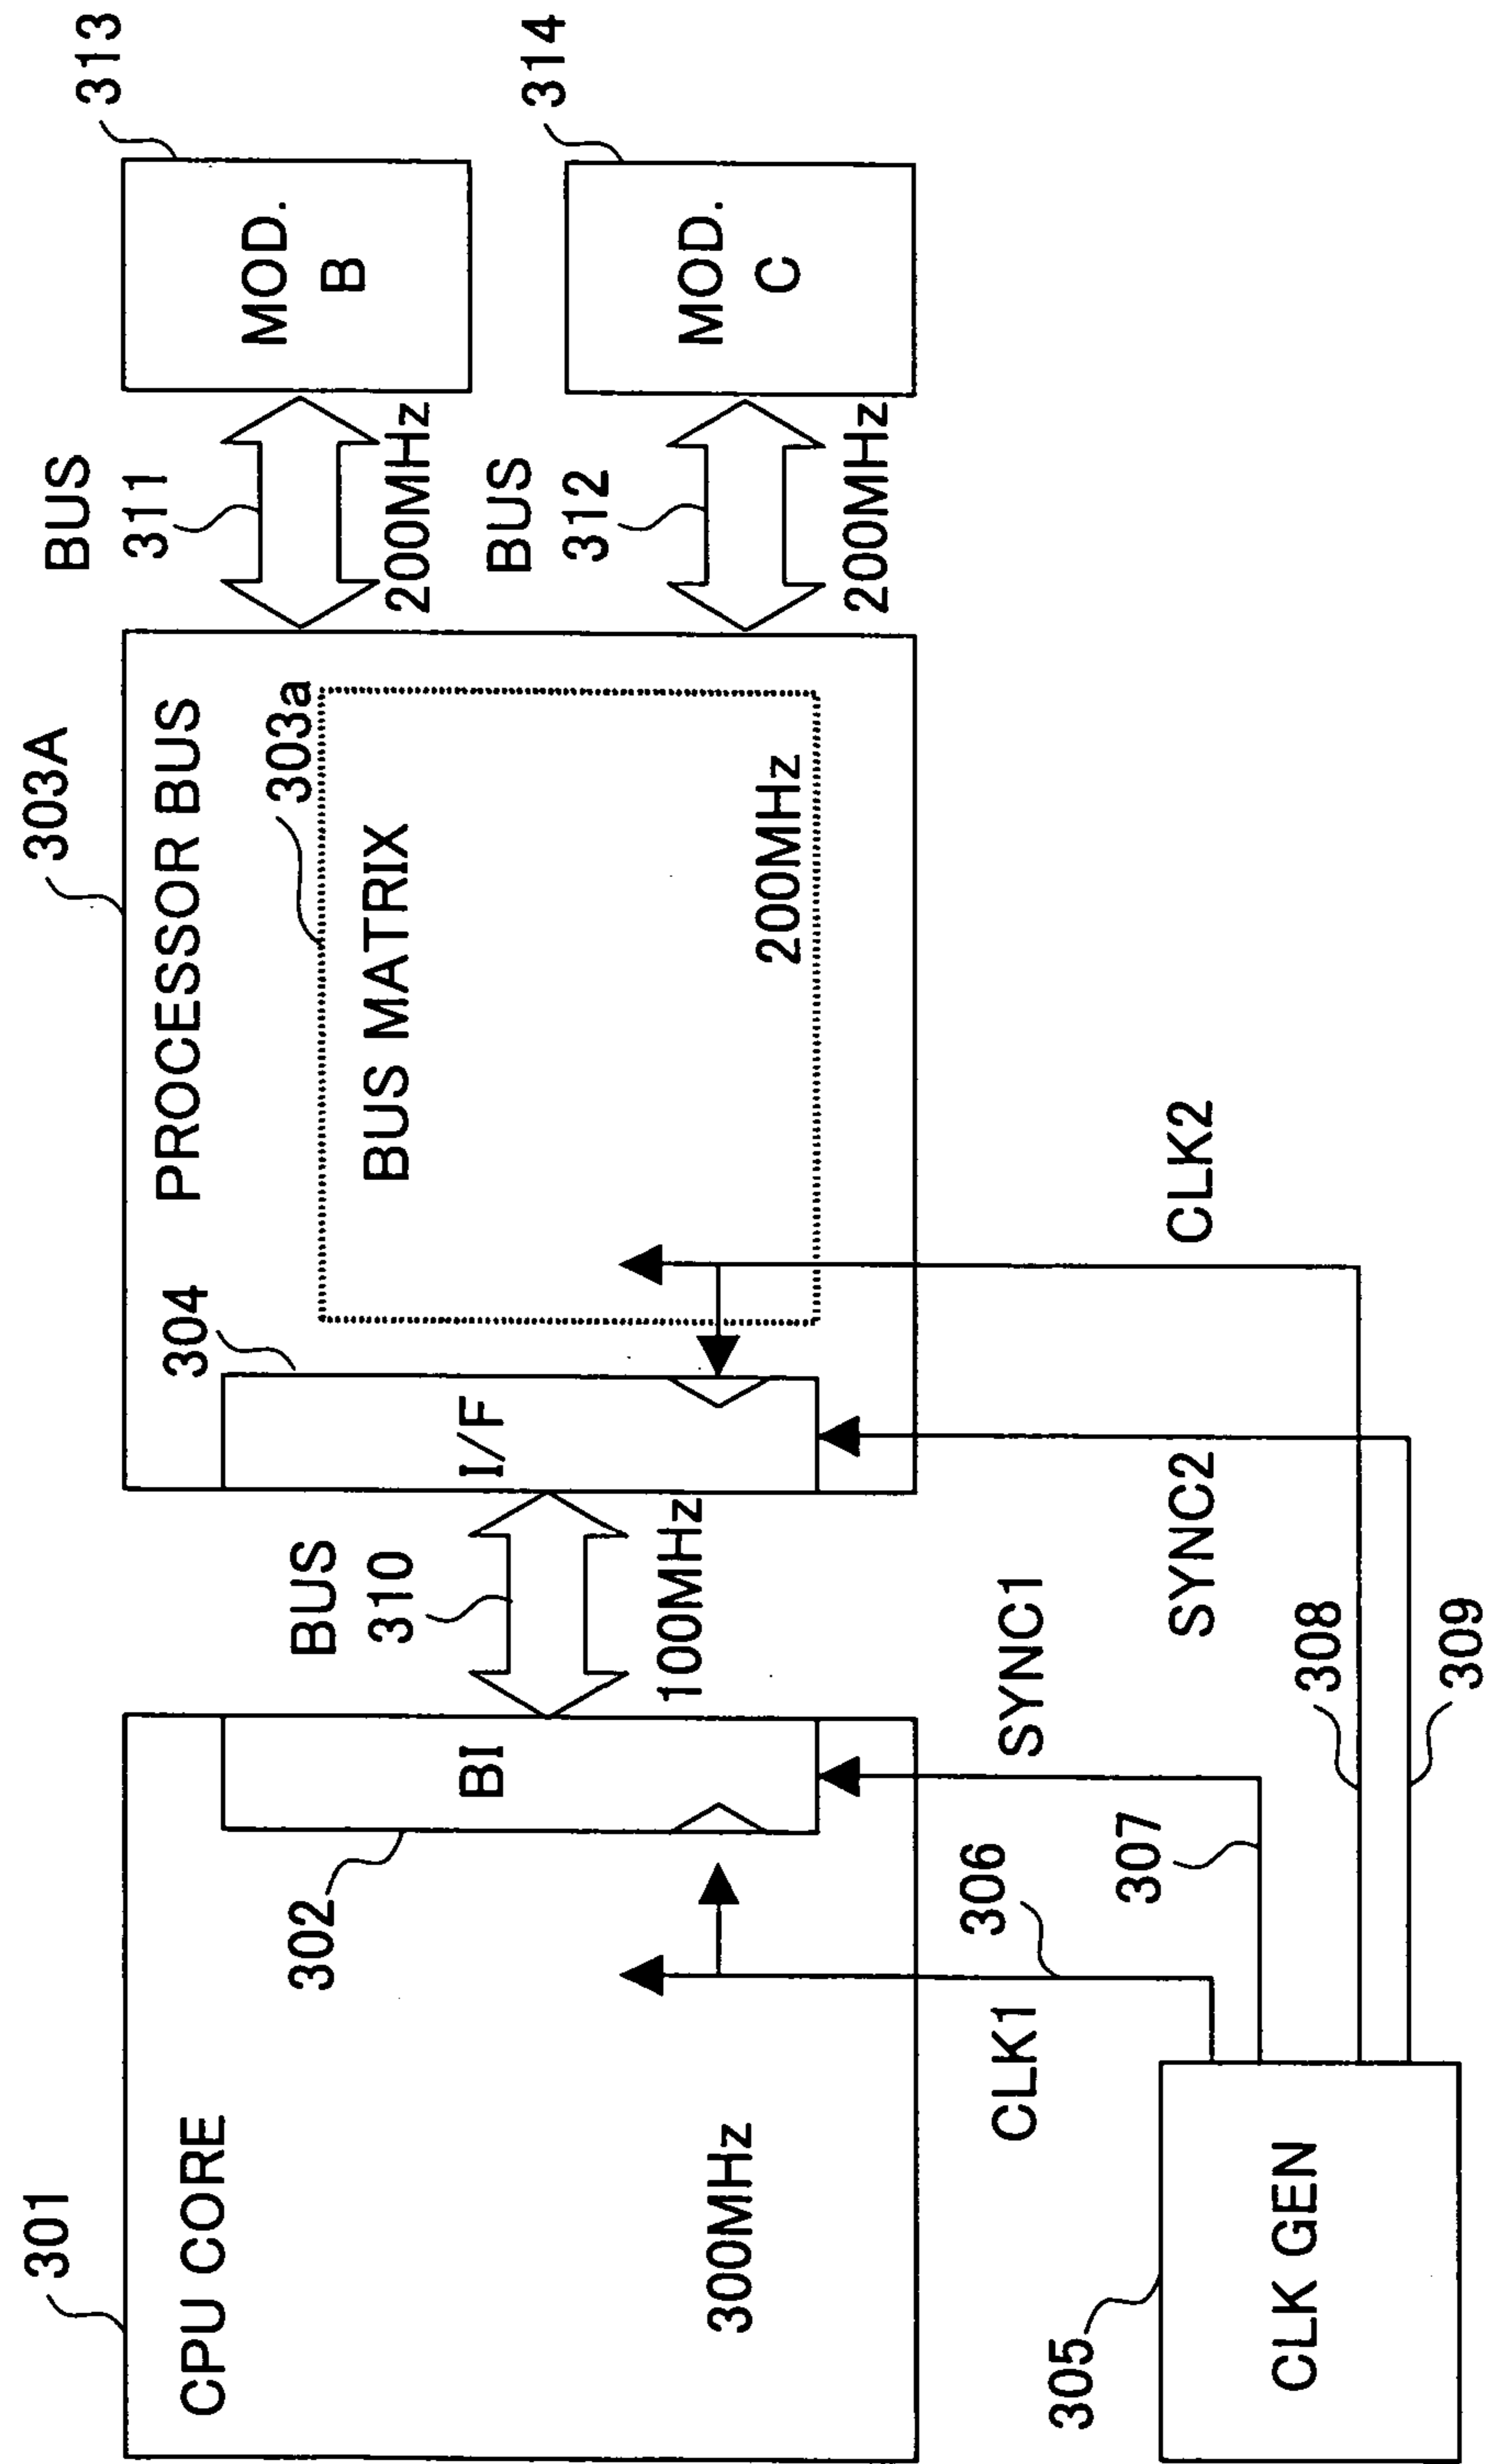 301
CPU CORE
302
BI
300MHz
BUS
310
100MHz
303A
PROCESSOR BUS
304
I/F
303a
BUS MATRIX
200MHz
BUS
311
200MHz
313
MOD.
B
BUS
312
200MHz
314
MOD.
C
305
CLK GEN
CLK1
306
307
SYNC1
SYNC2
CLK2
308
309